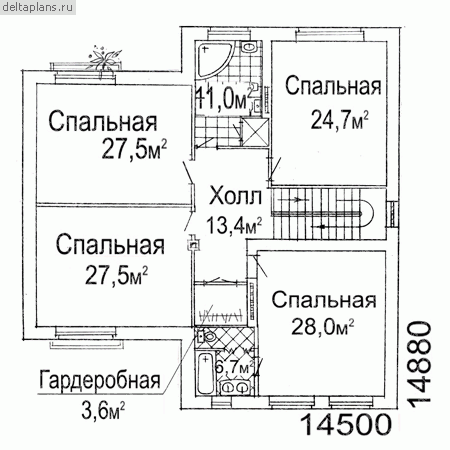 deltaplans.ru
11,0м²
Спальная
24,7м²
Спальная
27,5м²
Холл
13,4м²
Спальная
27,5м²
Спальная
28,0м²
6,7м²
Гардеробная
3,6м²
14500
14880